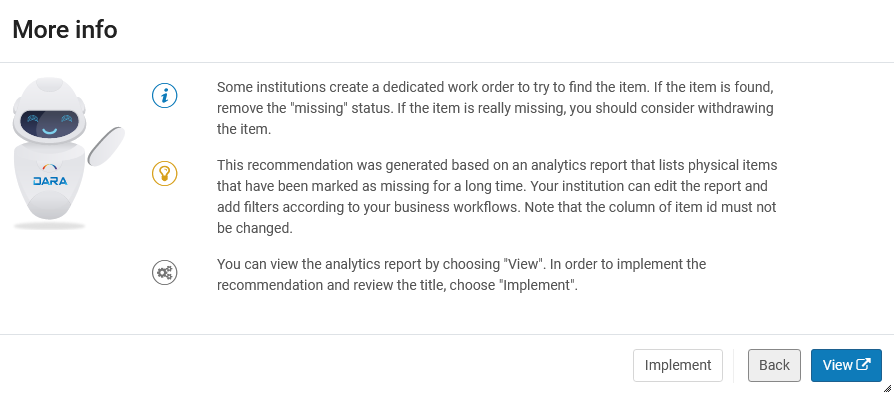 More info
Some institutions create a dedicated work order to try to find the item. If the item is found,
remove the "missing" status. If the item is really missing, you should consider withdrawing
the item.
DARA
This recommendation was generated based on an analytics report that lists physical items
that have been marked as missing for a long time. Your institution can edit the report and
add filters according to your business workflows. Note that the column of item id must not
be changed.
You can view the analytics report by choosing "View". In order to implement the
recommendation and review the title, choose "Implement".
Implement
Back
View